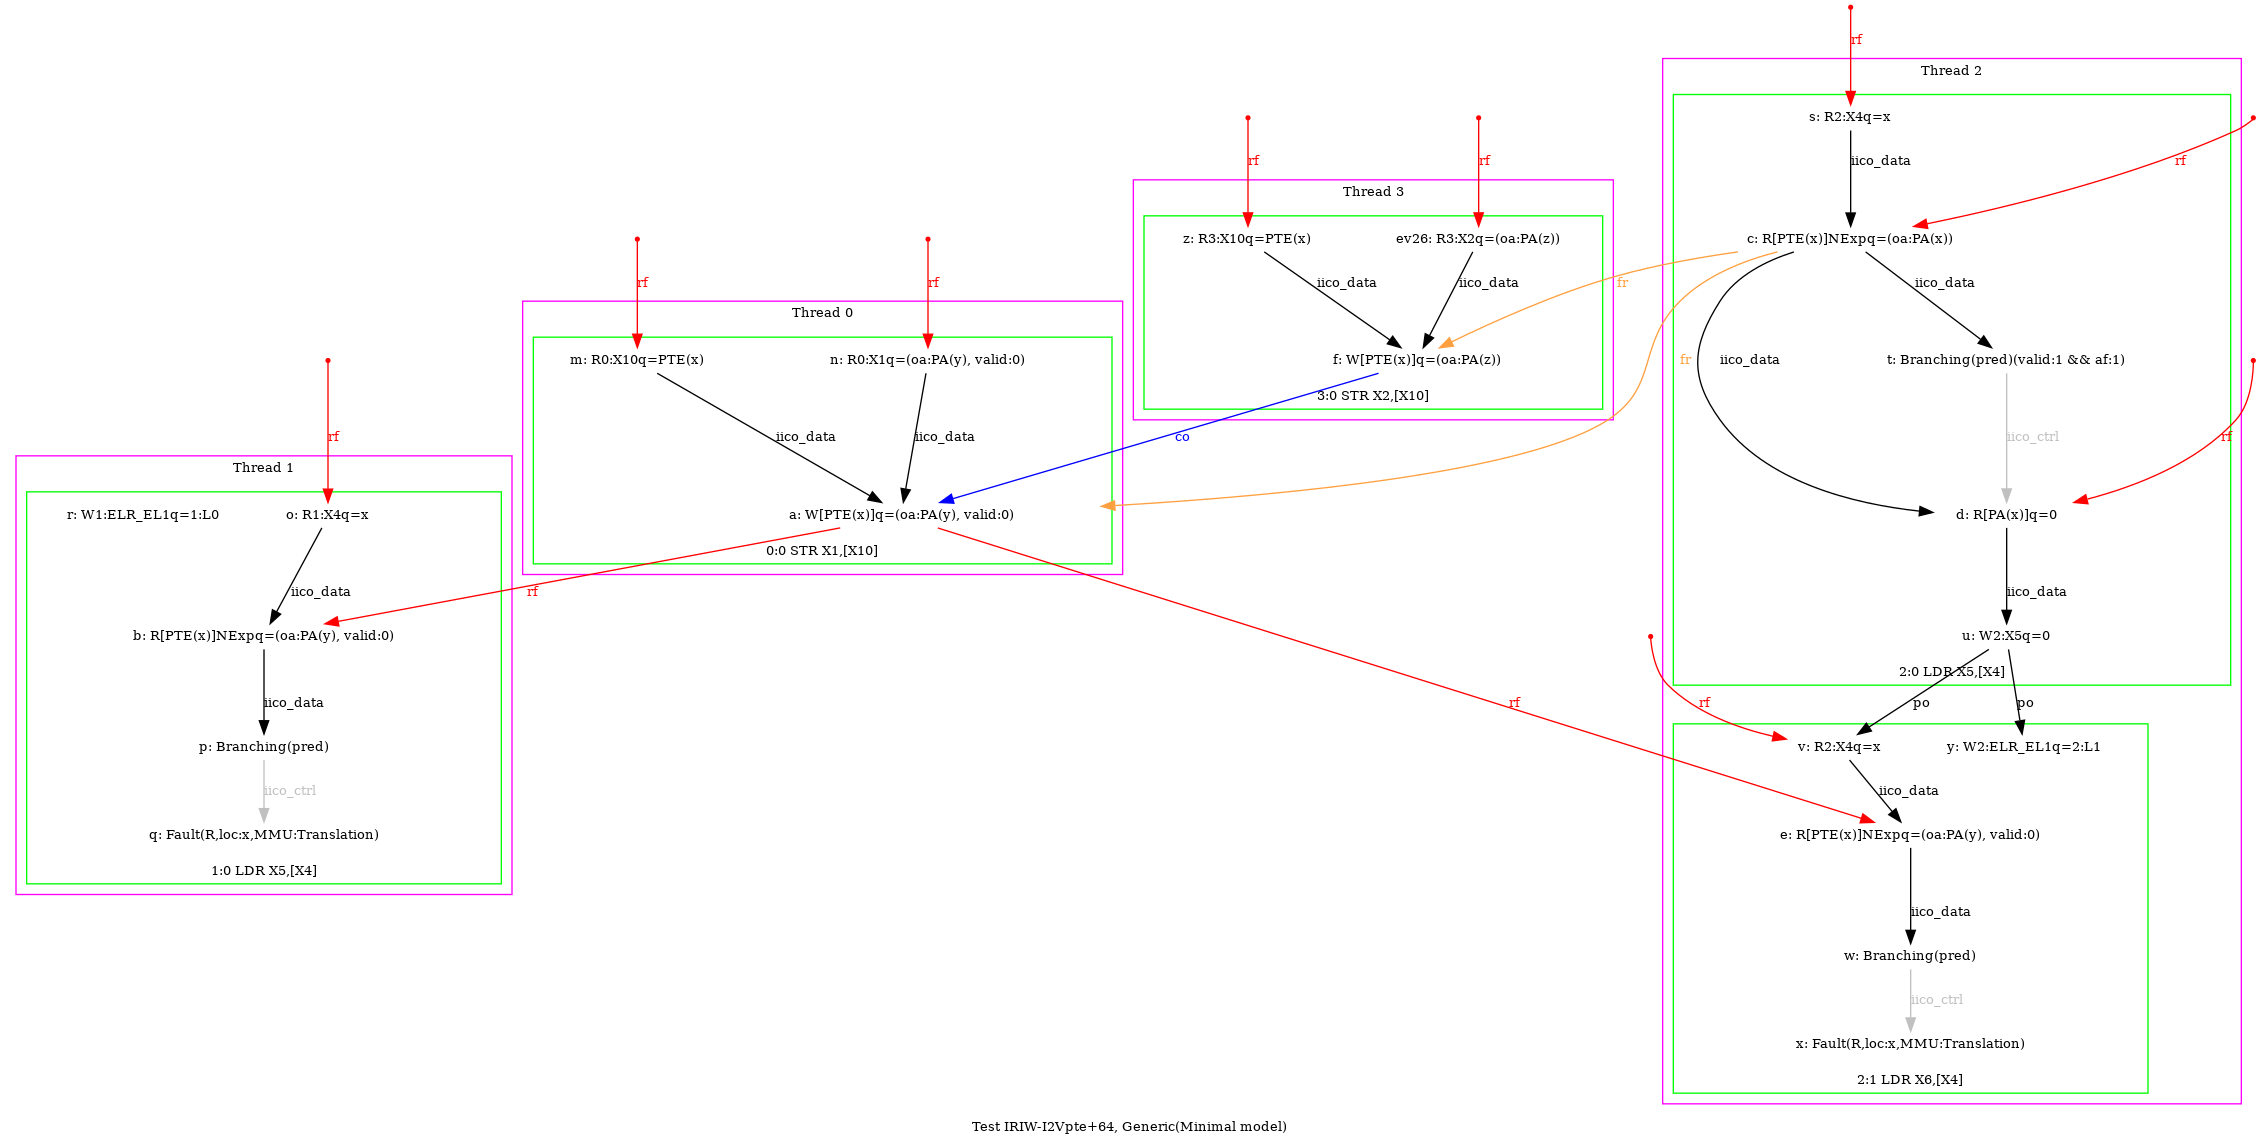 rf
Thread 2
s: R2:X4q=x
iico_data
rf
c: R[PTE(x)]NExpq=(oa:PA(x))
iico_data
t: Branching(pred)(valid:1 && af:1)
iico_data
iico_ctrl
rf
d: R[PA(x)]q=0
iico_data
u: W2:X5q=0
2:0 LDR X5,[X4]
po
po
rf
v: R2:X4q=x
y: W2:ELR_EL1q=2:L1
iico_data
e: R[PTE(x)]NExpq=(oa:PA(y), valid:0)
iico_data
w: Branching(pred)
iico_ctrl
x: Fault(R,loc:x,MMU:Translation)
2:1 LDR X6,[X4]
rf
rf
Thread 3
z: R3:X10q=PTE(x)
ev26: R3:X2q=(oa:PA(z))
iico_data
iico_data
fr
f: W[PTE(x)]q=(oa:PA(z))
3:0 STR X2,[X10]
fr
co
rf
rf
Thread 0
m: R0:X10q=PTE(x)
n: R0:X1q=(oa:PA(y), valid:0)
iico_data
iico_data
a: W[PTE(x)]q=(oa:PA(y), valid:0)
0:0 STR X1,[X10]
rf
rf
rf
Thread 1
r: W1:ELR_EL1q=1:L0
o: R1:X4q=x
iico_data
b: R[PTE(x)]NExpq=(oa:PA(y), valid:0)
iico_data
p: Branching(pred)
iico_ctrl
q: Fault(R,loc:x,MMU:Translation)
1:0 LDR X5,[X4]
Test IRIW-I2Vpte+64, Generic(Minimal model)